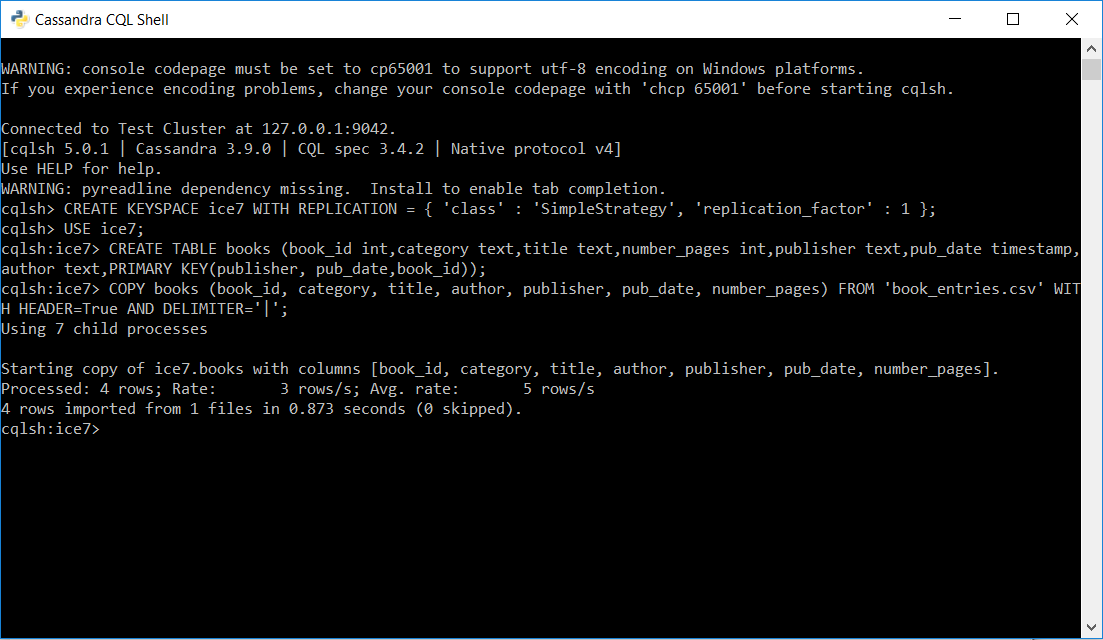 Cassandra CQL Shell
WARNING: console codepage must be set to cp65001 to support utf-8 encoding on Windows platforms.
If you experience encoding problems, change your console codepage with 'chcp 65001' before starting cqlsh.
Connected to Test Cluster at 127.0.0.1:9042.
[cqlsh 5.0.1 | Cassandra 3.9.0 | CQL spec 3.4.2 | Native protocol v4]
Use HELP for help.
WARNING: pyreadline dependency missing.  Install to enable tab completion.
cqlsh> CREATE KEYSPACE ice7 WITH REPLICATION = { 'class' : 'SimpleStrategy', 'replication_factor' : 1 };
cqlsh> USE ice7;
cqlsh:ice7> CREATE TABLE books (book_id int,category text,title text,number_pages int,publisher text,pub_date timestamp,
author text,PRIMARY KEY(publisher, pub_date,book_id));
cqlsh:ice7> COPY books (book_id, category, title, author, publisher, pub_date, number_pages) FROM 'book_entries.csv' WIT
H HEADER=True AND DELIMITER='|';
Using 7 child processes
Starting copy of ice7.books with columns [book_id, category, title, author, publisher, pub_date, number_pages].
Processed: 4 rows; Rate:       3 rows/s; Avg. rate:       5 rows/s
4 rows imported from 1 files in 0.873 seconds (0 skipped).
cqlsh:ice7>